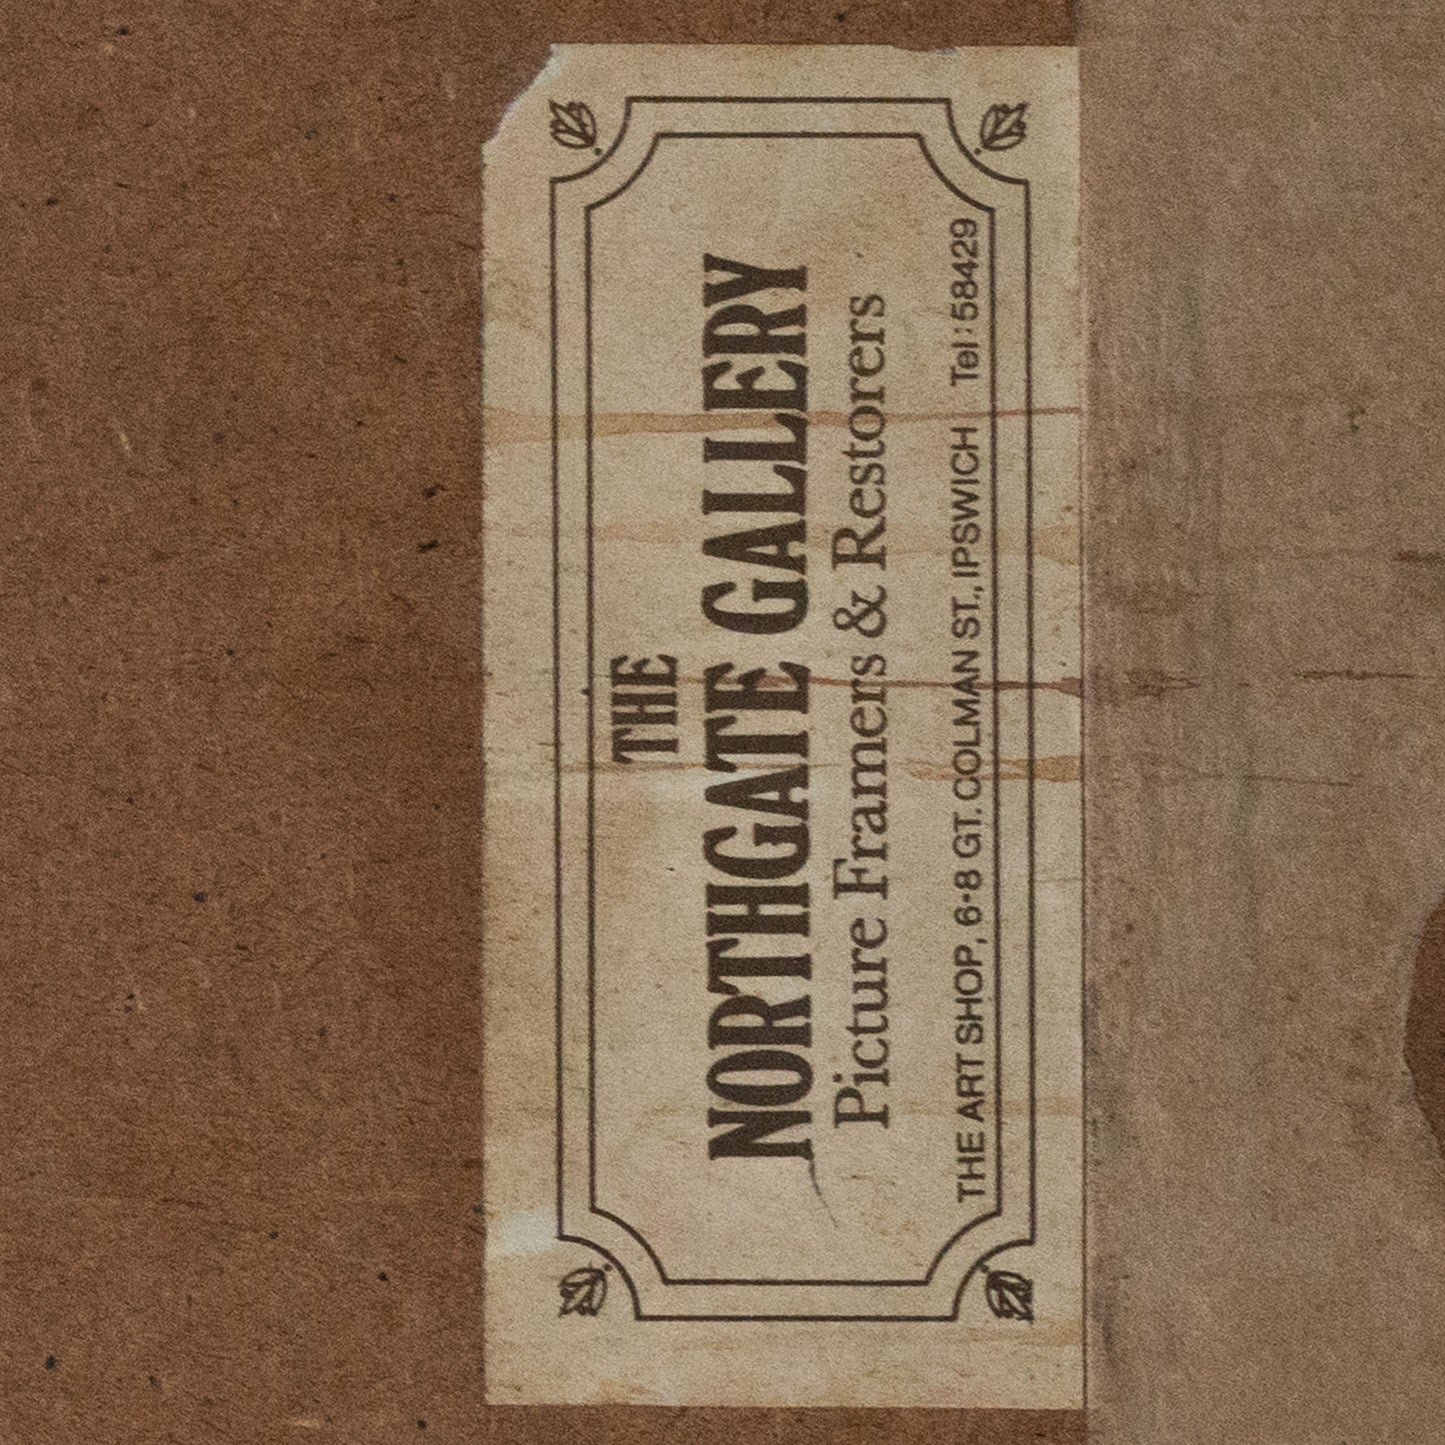 THE
NORTHGATE GALLERY
Picture Framers & Restorers
THE ART SHOP, 6-8 GT. COLMAN ST., IPSWICH Tel: 58429